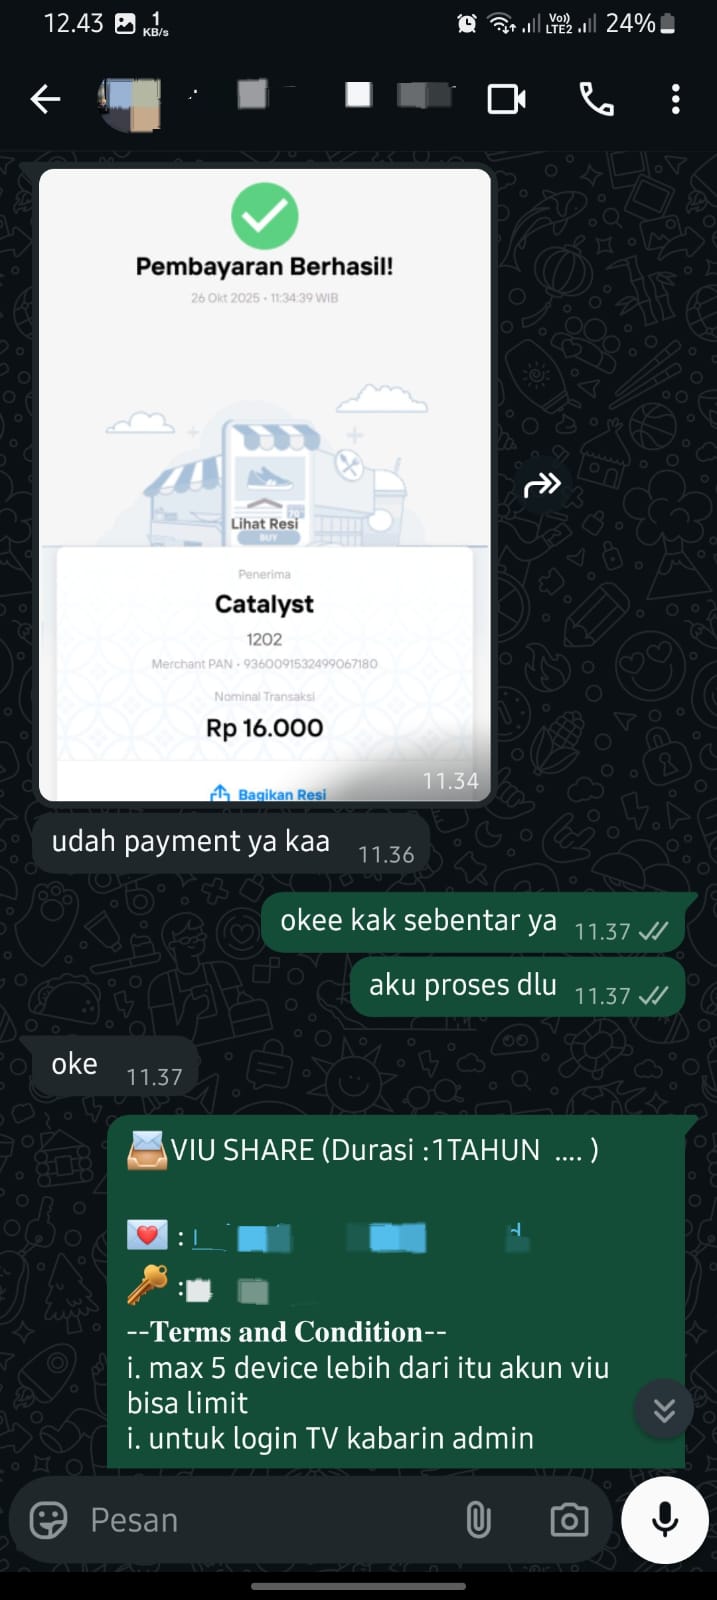 12.43 1 KB/s Vo)) LTE2 24%
Pembayaran Berhasil!
26 Okt 2025 • 11:34:39 WIB
Lihat Resi
BUY
Penerima
Catalyst
1202
Merchant PAN • 9360091532499067180
Nominal Transaksi
Rp 16.000
Bagikan Resi
11.34
udah payment ya kaa 11.36
okee kak sebentar ya 11.37
aku proses dlu 11.37
oke 11.37
VIU SHARE (Durasi :1TAHUN .... )
:
:
--Terms and Condition--
i. max 5 device lebih dari itu akun viu
bisa limit
i. untuk login TV kabarin admin
Pesan